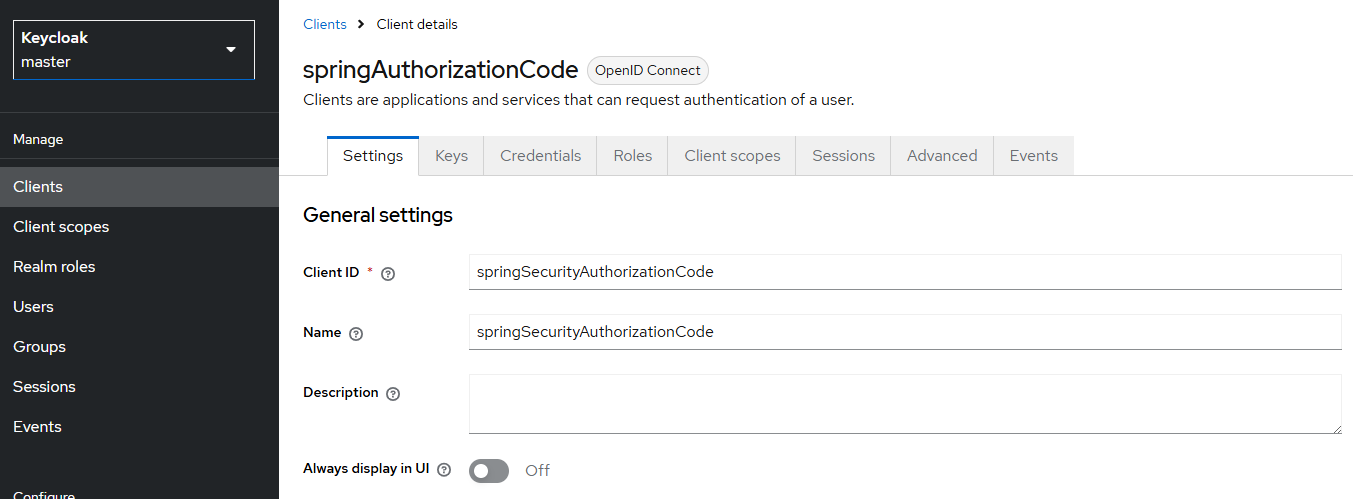 Keycloak
master
Manage
Clients
Client scopes
Realm roles
Users
Groups
Sessions
Events
Configure
Clients > Client details
springAuthorizationCode OpenID Connect
Clients are applications and services that can request authentication of a user.
Settings Keys Credentials Roles Client scopes Sessions Advanced Events
General settings
Client ID * springSecurityAuthorizationCode
Name springSecurityAuthorizationCode
Description
Always display in UI Off